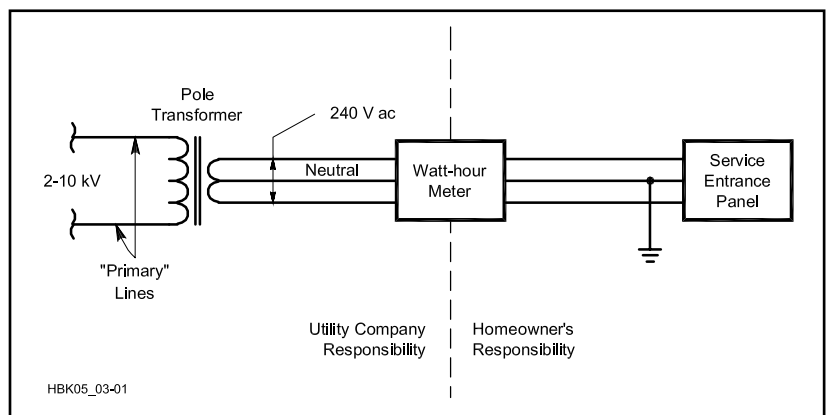 Pole
Transformer
240 V ac
2-10 kV
Neutral
Watt-hour
Meter
Service
Entrance
Panel
"Primary"
Lines
Utility Company
Responsibility
Homeowner's
Responsibility
HBK05_03-01